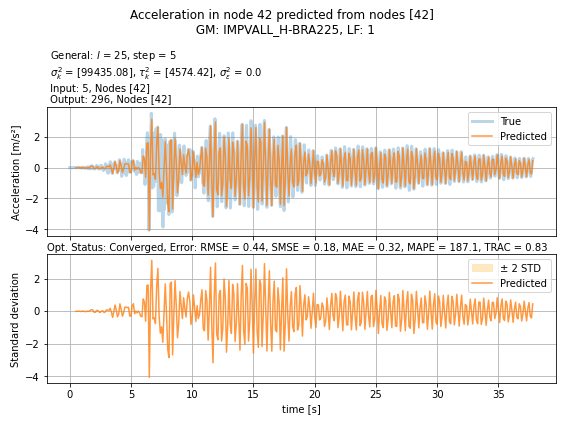 Acceleration in node 42 predicted from nodes [42]
GM: IMPVALL_H-BRA225, LF: 1
General: l = 25, step = 5
σ²ₖ = [99435.08], τ²ₖ = [4574.42], σ²_ε = 0.0
Input: 5, Nodes [42]
Output: 296, Nodes [42]
Acceleration [m/s²]
2
0
−2
−4
True
Predicted
Opt. Status: Converged, Error: RMSE = 0.44, SMSE = 0.18, MAE = 0.32, MAPE = 187.1, TRAC = 0.83
Standard deviation
2
0
−2
−4
± 2 STD
Predicted
0 5 10 15 20 25 30 35
time [s]